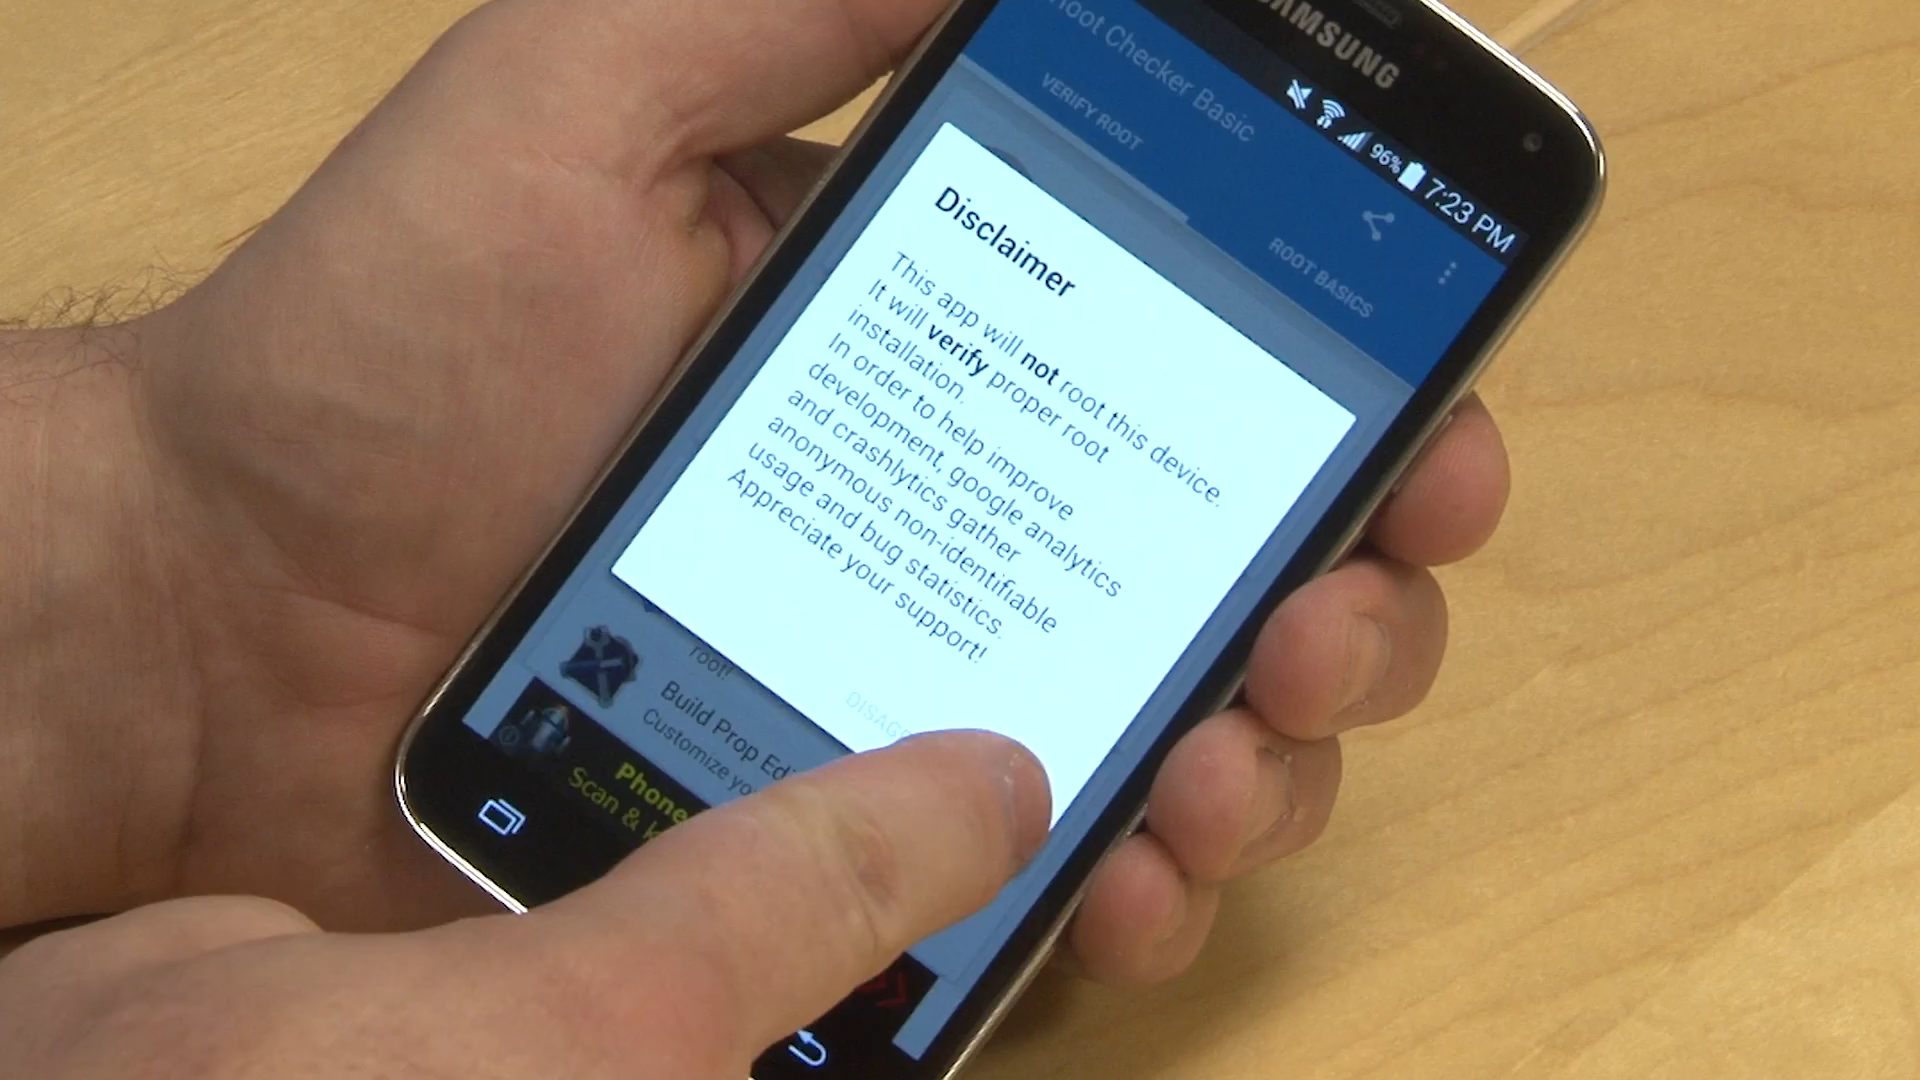 SAMSUNG
96% 7:23 PM
Root Checker Basic
VERIFY ROOT
ROOT BASICS
Disclaimer
This app will not root this device.
It will verify proper root
installation.
In order to help improve
development, google analytics
and crashlytics gather
anonymous non-identifiable
usage and bug statistics.
Appreciate your support!
root!
Build Prop
Customize
Phone
Scan &